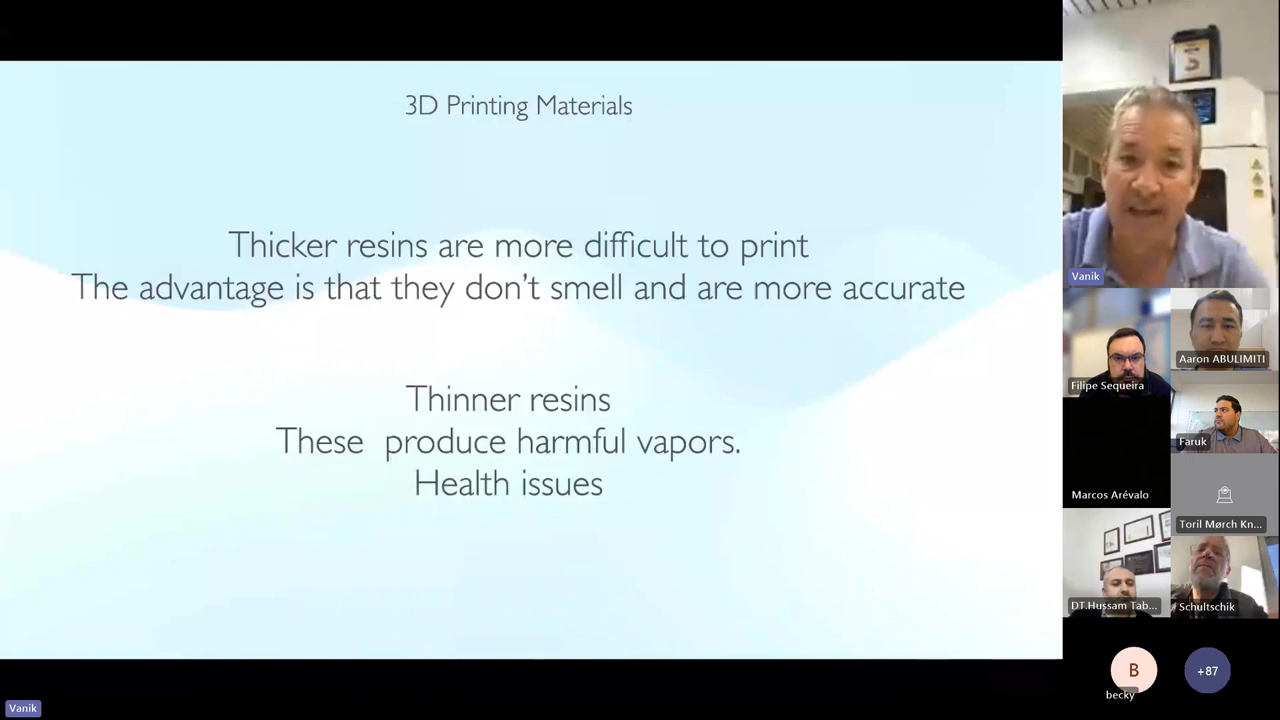 3D Printing Materials
Thicker resins are more difficult to print
The advantage is that they don't smell and are more accurate
Thinner resins
These  produce harmful vapors.
Health issues
Vanik
Vanik
Filipe Sequeira
Aaron ABULIMITI
Faruk
Marcos Arévalo
Toril Mørch Kn...
DT.Hussam Tab...
Schultschik
B
becky
+87